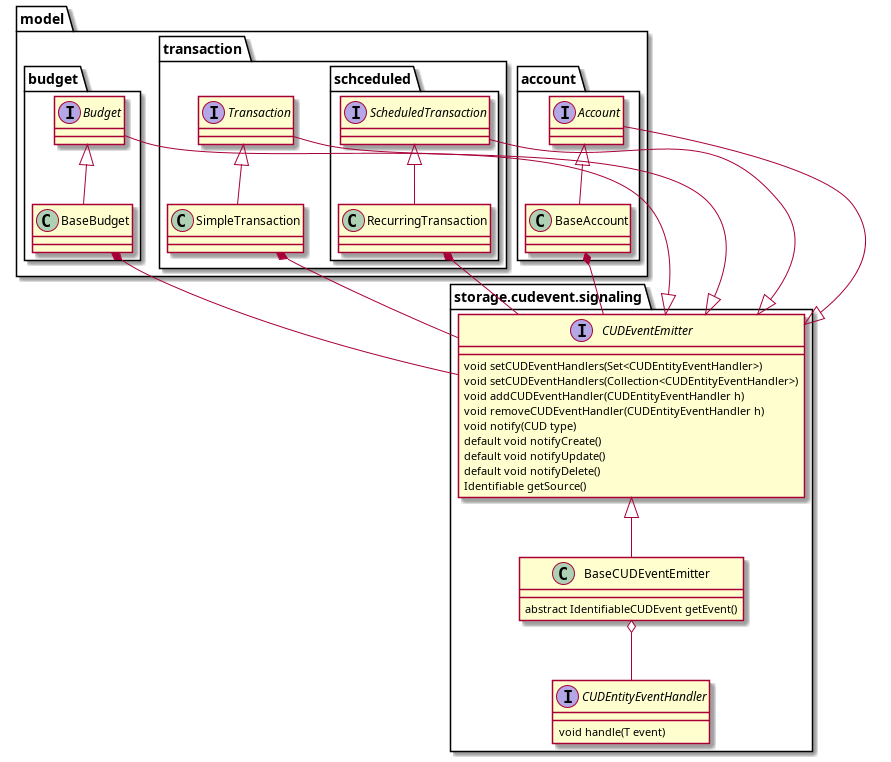 model
budget
transaction
schceduled
account
I Budget
I Transaction
I ScheduledTransaction
I Account
C BaseBudget
C SimpleTransaction
C RecurringTransaction
C BaseAccount
storage.cudevent.signaling
I CUDEventEmitter
void setCUDEventHandlers(Set<CUDEntityEventHandler>)
void setCUDEventHandlers(Collection<CUDEntityEventHandler>)
void addCUDEventHandler(CUDEntityEventHandler h)
void removeCUDEventHandler(CUDEntityEventHandler h)
void notify(CUD type)
default void notifyCreate()
default void notifyUpdate()
default void notifyDelete()
Identifiable getSource()
C BaseCUDEventEmitter
abstract IdentifiableCUDEvent getEvent()
I CUDEntityEventHandler
void handle(T event)